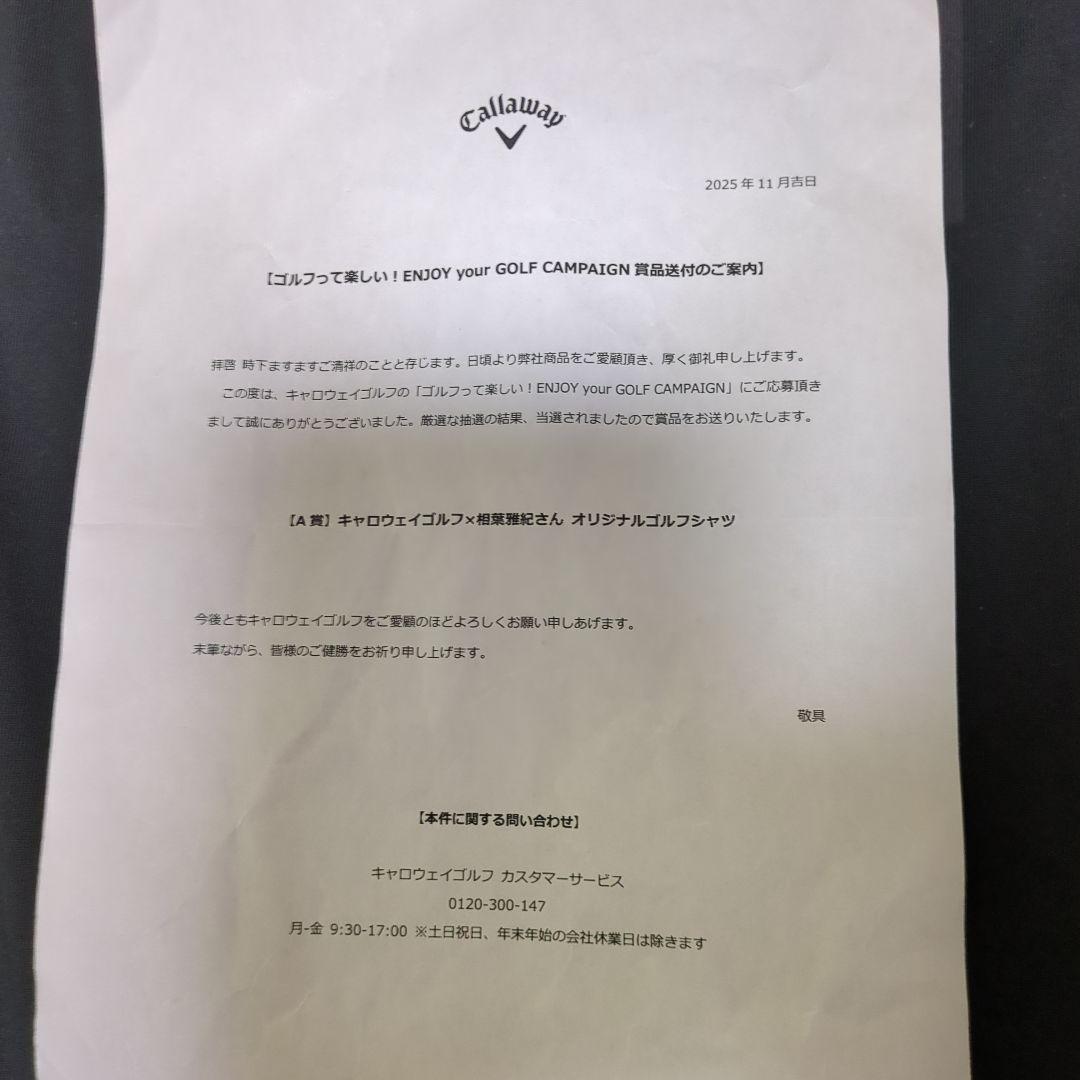 Callaway
2025年11月吉日
【ゴルフって楽しい！ENJOY your GOLF CAMPAIGN 賞品送付のご案内】
拝啓 時下ますますご清祥のことと存じます。日頃より弊社商品をご愛顧頂き、厚く御礼申し上げます。
この度は、キャロウェイゴルフの「ゴルフって楽しい！ENJOY your GOLF CAMPAIGN」にご応募頂き
まして誠にありがとうございました。厳選な抽選の結果、当選されましたので賞品をお送りいたします。
【A 賞】キャロウェイゴルフ×相葉雅紀さん オリジナルゴルフシャツ
今後ともキャロウェイゴルフをご愛顧のほどよろしくお願い申しあげます。
末筆ながら、皆様のご健勝をお祈り申し上げます。
敬具
【本件に関する問い合わせ】
キャロウェイゴルフ カスタマーサービス
0120-300-147
月-金 9:30-17:00 ※土日祝日、年末年始の会社休業日は除きます